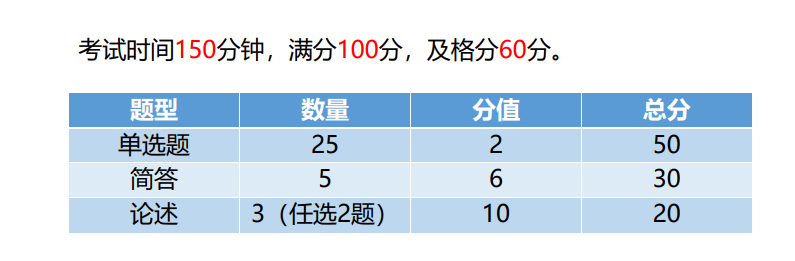 考试时间150分钟，满分100分，及格分60分。
题型 数量 分值 总分
单选题 25 2 50
简答 5 6 30
论述 3（任选2题） 10 20